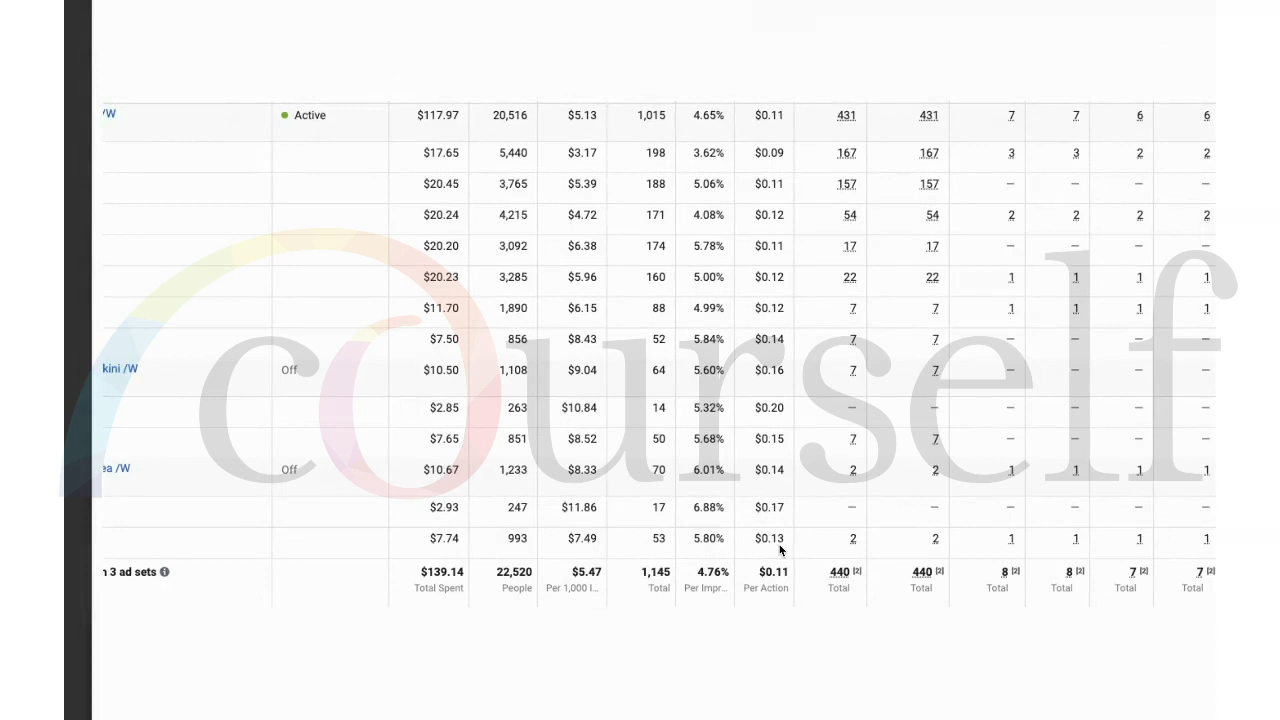 /W Active $117.97 20,516 $5.13 1,015 4.65% $0.11 431 431 7 7 6 6
$17.65 5,440 $3.17 198 3.62% $0.09 167 167 3 3 2 2
$20.45 3,765 $5.39 188 5.06% $0.11 157 157 — — — —
$20.24 4,215 $4.72 171 4.08% $0.12 54 54 2 2 2 2
$20.20 3,092 $6.38 174 5.78% $0.11 17 17 — — — —
$20.23 3,285 $5.96 160 5.00% $0.12 22 22 1 1 1 1
$11.70 1,890 $6.15 88 4.99% $0.12 7 7 1 1 1 1
$7.50 856 $8.43 52 5.84% $0.14 7 7 — — — —
kini /W Off $10.50 1,108 $9.04 64 5.60% $0.16 7 7 — — — —
$2.85 263 $10.84 14 5.32% $0.20 — — — — — —
$7.65 851 $8.52 50 5.68% $0.15 7 7 — — — —
ea /W Off $10.67 1,233 $8.33 70 6.01% $0.14 2 2 1 1 1 1
$2.93 247 $11.86 17 6.88% $0.17 — — — — — —
$7.74 993 $7.49 53 5.80% $0.13 2 2 1 1 1 1
n 3 ad sets $139.14 22,520 $5.47 1,145 4.76% $0.11 440 [2] 440 [2] 8 [2] 8 [2] 7 [2] 7 [2]
Total Spent People Per 1,000 I... Total Per Impr... Per Action Total Total Total Total Total Total
courself